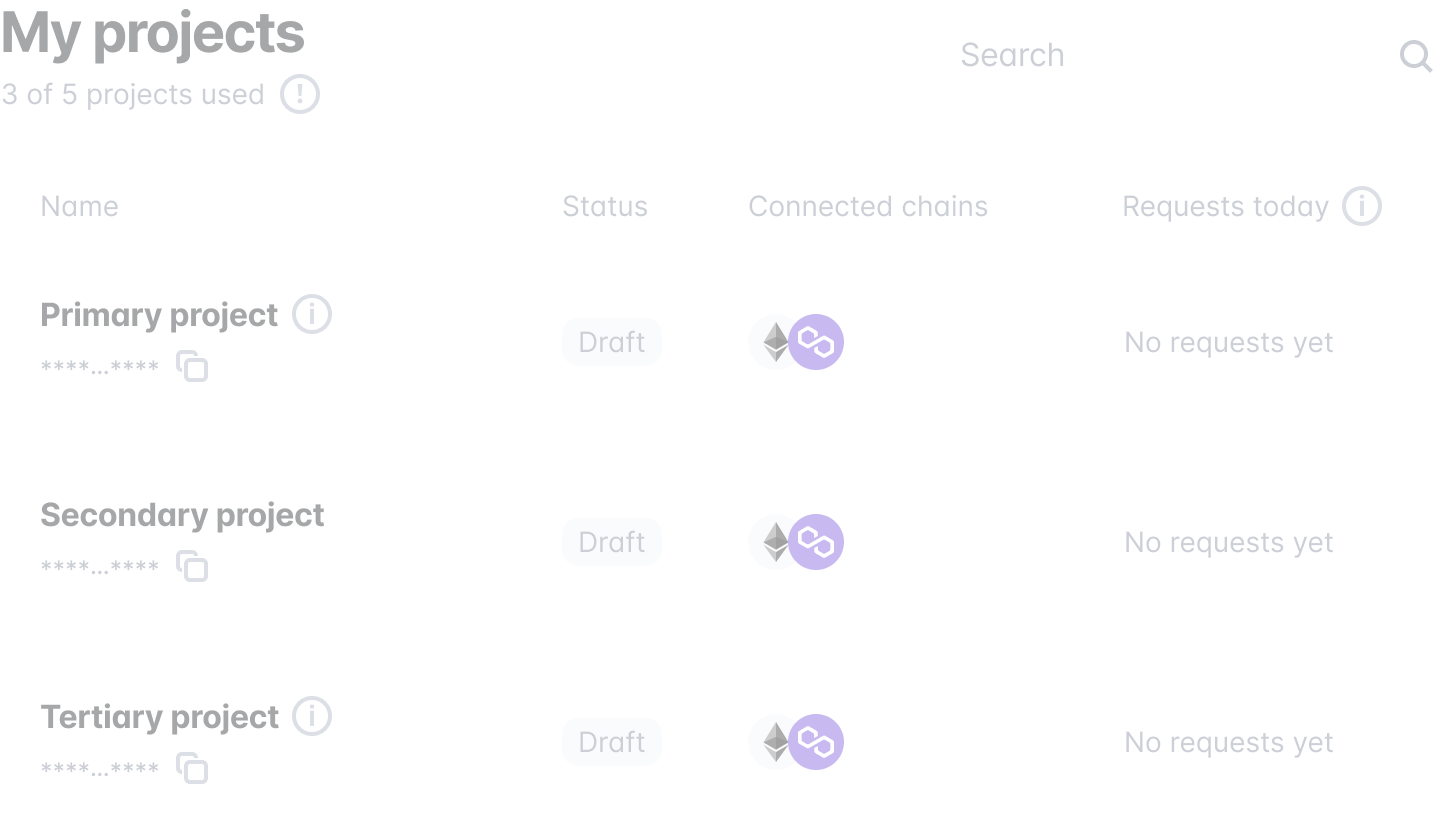 My projects
Search
3 of 5 projects used
Name Status Connected chains Requests today
Primary project
****...****
Draft
No requests yet
Secondary project
****...****
Draft
No requests yet
Tertiary project
****...****
Draft
No requests yet